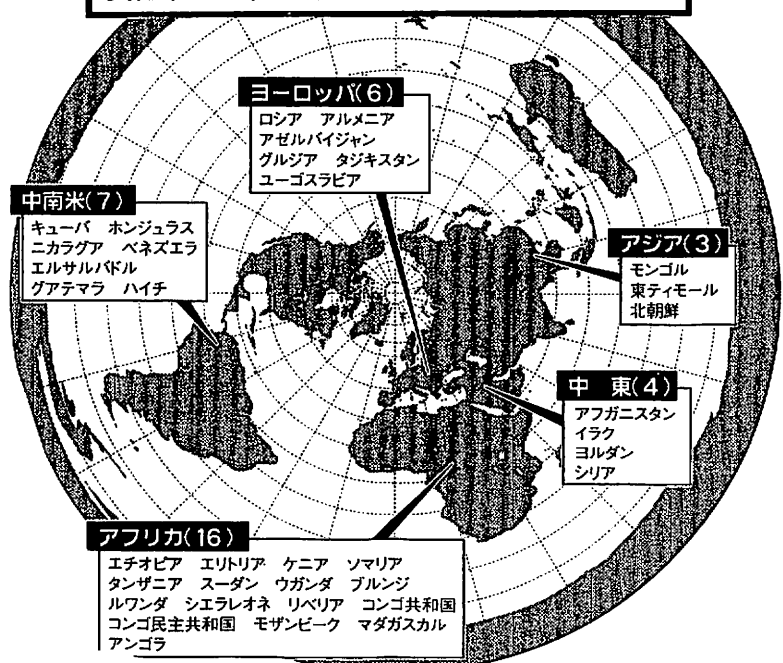 ヨーロッパ(6)
ロシア アルメニア
アゼルバイジャン
グルジア タジキスタン
ユーゴスラビア
中南米(7)
キューバ ホンジュラス
ニカラグア ベネズエラ
エルサルバドル
グアテマラ ハイチ
アジア(3)
モンゴル
東ティモール
北朝鮮
中 東(4)
アフガニスタン
イラク
ヨルダン
シリア
アフリカ(16)
エチオピア エリトリア ケニア ソマリア
タンザニア スーダン ウガンダ ブルンジ
ルワンダ シエラレオネ リベリア コンゴ共和国
コンゴ民主共和国 モザンビーク マダガスカル
アンゴラ